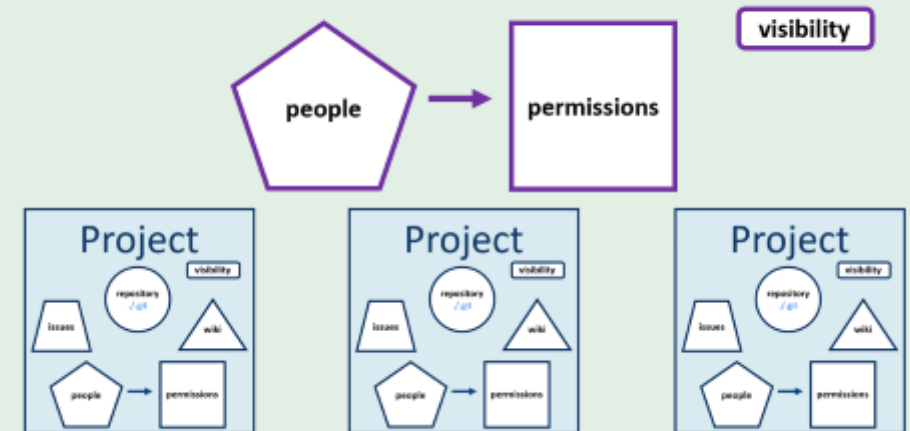 visibility
people
permissions
Project
visibility
repository
./.git
issues
wiki
people
permissions
Project
visibility
repository
./.git
issues
wiki
people
permissions
Project
visibility
repository
./.git
issues
wiki
people
permissions